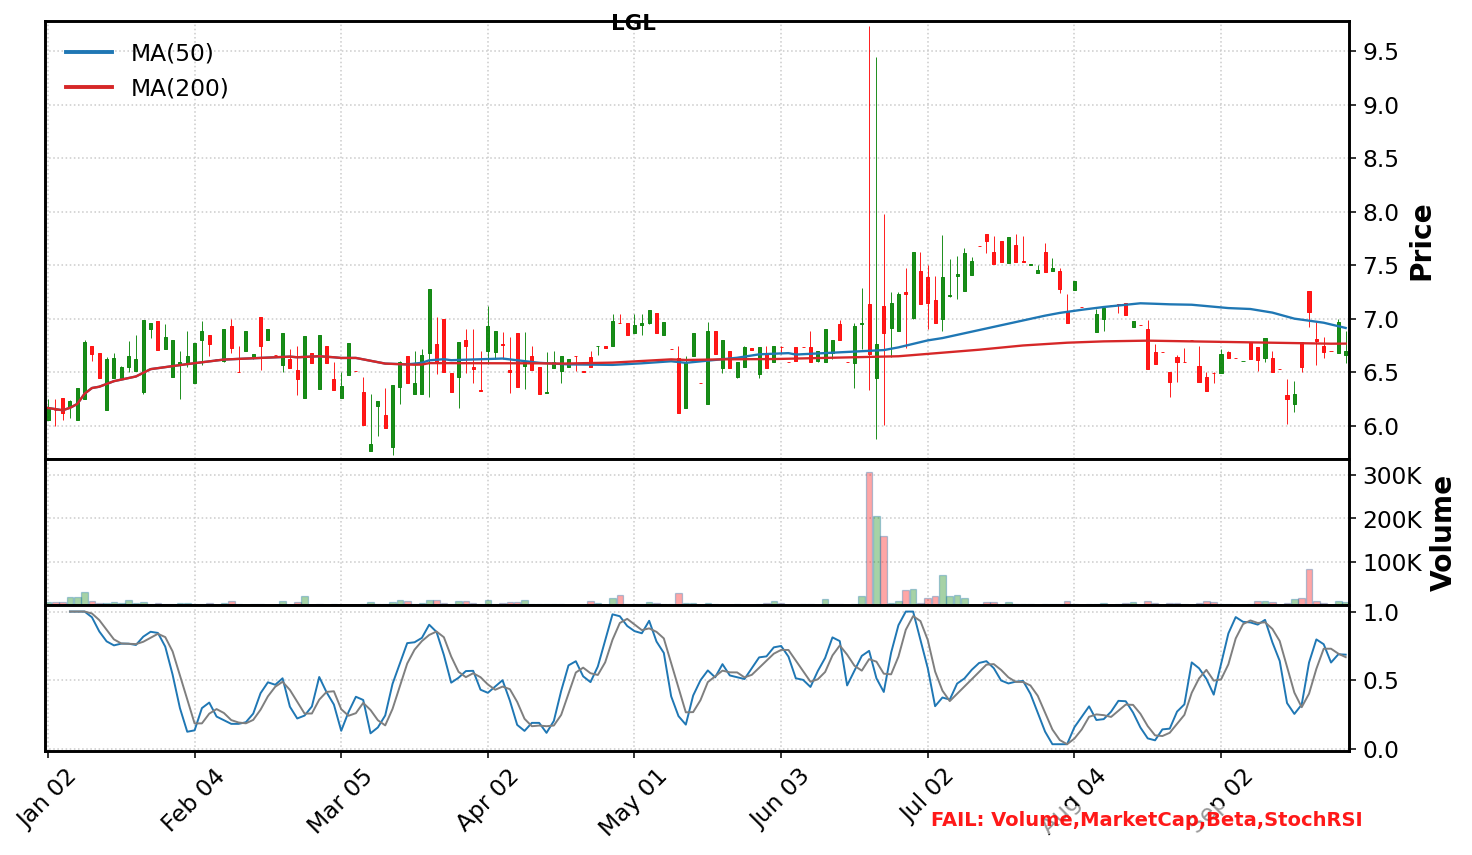 LGL
MA(50)
MA(200)
9.5
9.0
8.5
8.0
7.5
7.0
6.5
6.0
Price
300K
200K
100K
Volume
1.0
0.5
0.0
Jan 02
Feb 04
Mar 05
Apr 02
May 01
Jun 03
Jul 02
Aug 04
Sep 02
FAIL: Volume,MarketCap,Beta,StochRSI